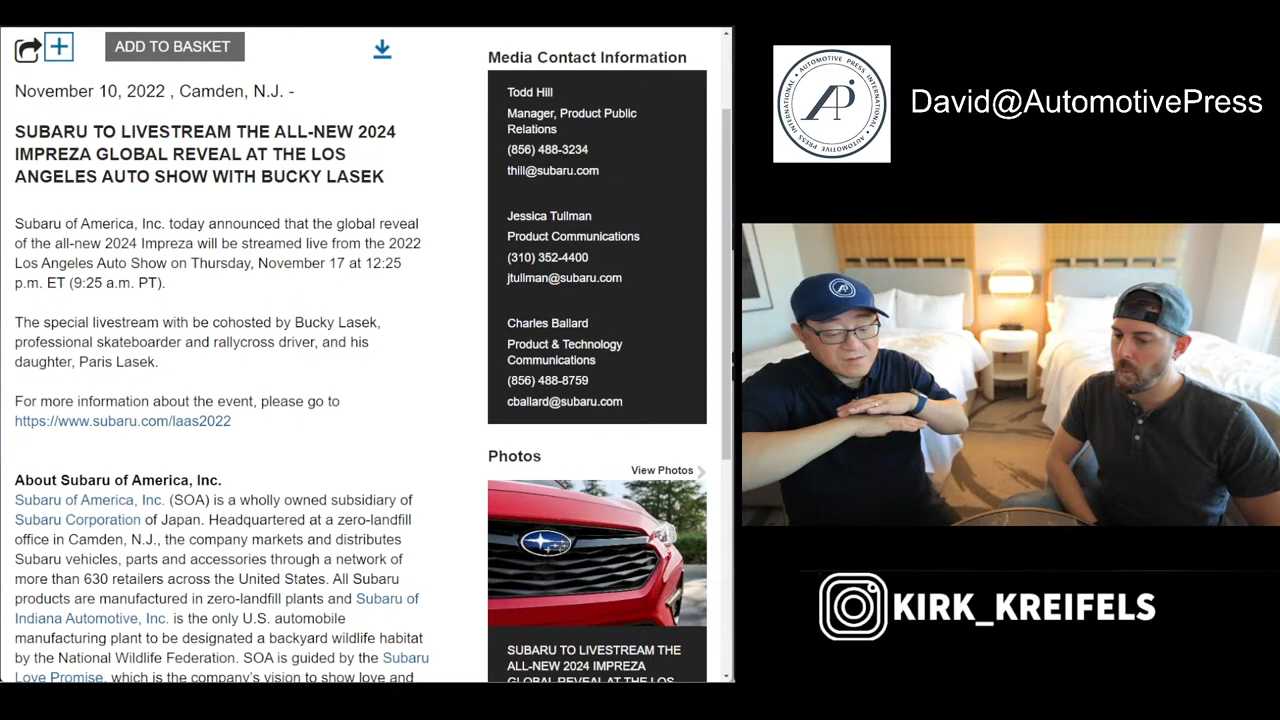 ADD TO BASKET
November 10, 2022 , Camden, N.J. -
SUBARU TO LIVESTREAM THE ALL-NEW 2024
IMPREZA GLOBAL REVEAL AT THE LOS
ANGELES AUTO SHOW WITH BUCKY LASEK
Subaru of America, Inc. today announced that the global reveal
of the all-new 2024 Impreza will be streamed live from the 2022
Los Angeles Auto Show on Thursday, November 17 at 12:25
p.m. ET (9:25 a.m. PT).
The special livestream with be cohosted by Bucky Lasek,
professional skateboarder and rallycross driver, and his
daughter, Paris Lasek.
For more information about the event, please go to
https://www.subaru.com/laas2022
About Subaru of America, Inc.
Subaru of America, Inc. (SOA) is a wholly owned subsidiary of
Subaru Corporation of Japan. Headquartered at a zero-landfill
office in Camden, N.J., the company markets and distributes
Subaru vehicles, parts and accessories through a network of
more than 630 retailers across the United States. All Subaru
products are manufactured in zero-landfill plants and Subaru of
Indiana Automotive, Inc. is the only U.S. automobile
manufacturing plant to be designated a backyard wildlife habitat
by the National Wildlife Federation. SOA is guided by the Subaru
Love Promise, which is the company's vision to show love and
Media Contact Information
Todd Hill
Manager, Product Public
Relations
(856) 488-3234
thill@subaru.com
Jessica Tullman
Product Communications
(310) 352-4400
jtullman@subaru.com
Charles Ballard
Product & Technology
Communications
(856) 488-8759
cballard@subaru.com
Photos
View Photos
SUBARU TO LIVESTREAM THE
ALL-NEW 2024 IMPREZA
GLOBAL REVEAL AT THE LOS
AUTOMOTIVE PRESS INTERNATIONAL
AUTOMOTIVE PRESS INTERNATIONAL
API
David@AutomotivePress
KIRK_KREIFELS